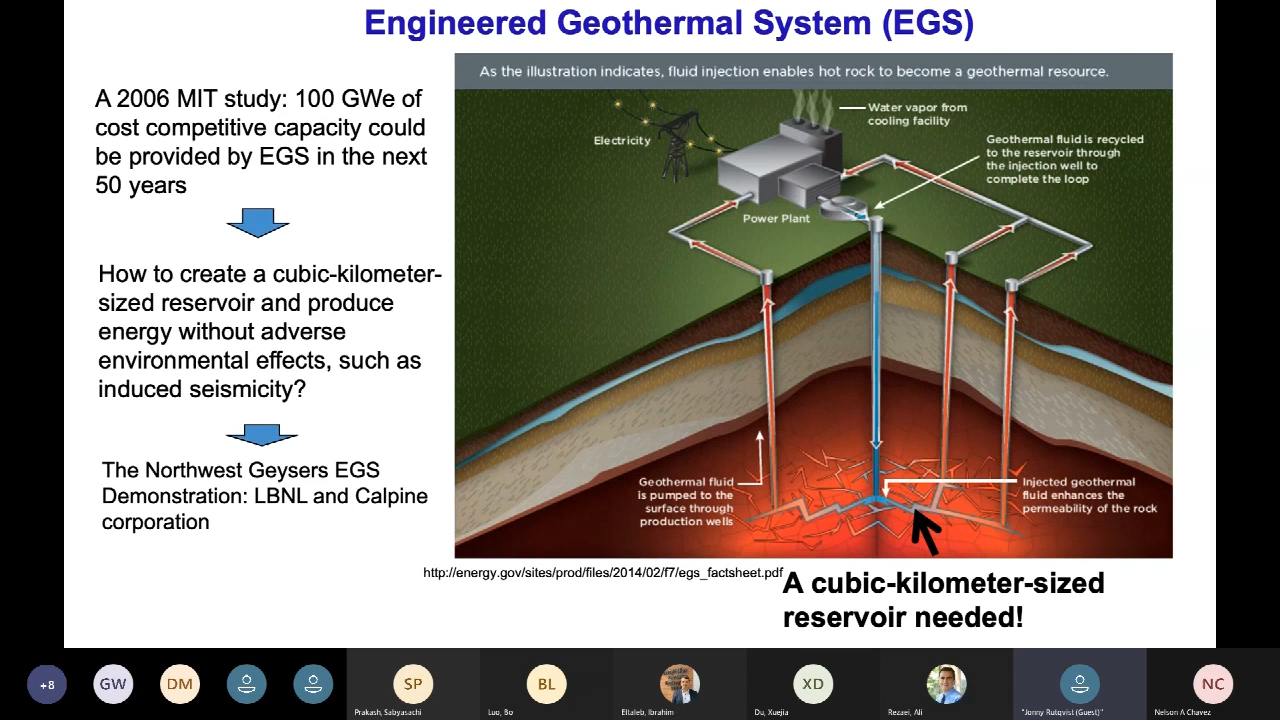 Engineered Geothermal System (EGS)
A 2006 MIT study: 100 GWe of
cost competitive capacity could
be provided by EGS in the next
50 years
How to create a cubic-kilometer-
sized reservoir and produce
energy without adverse
environmental effects, such as
induced seismicity?
The Northwest Geysers EGS
Demonstration: LBNL and Calpine
corporation
As the illustration indicates, fluid injection enables hot rock to become a geothermal resource.
Electricity
Water vapor from
cooling facility
Geothermal fluid is recycled
to the reservoir through
the injection well to
complete the loop
Power Plant
Geothermal fluid
is pumped to the
surface through
production wells
Injected geothermal
fluid enhances the
permeability of the rock
http://energy.gov/sites/prod/files/2014/02/f7/egs_factsheet.pdf
A cubic-kilometer-sized
reservoir needed!
+8
GW
DM
SP
Prakash, Sabyasachi
BL
Luo, Bo
Eltaleb, Ibrahim
XD
Du, Xuejia
Rezaei, Ali
"Jonny Rutqvist (Guest)"
NC
Nelson A Chavez